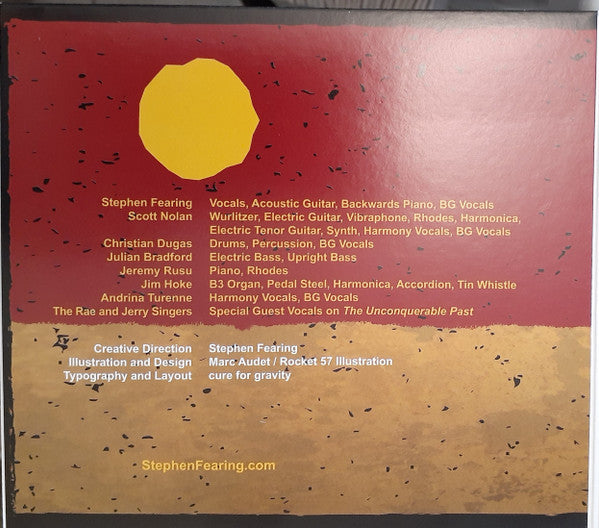 Stephen Fearing Vocals, Acoustic Guitar, Backwards Piano, BG Vocals
Scott Nolan Wurlitzer, Electric Guitar, Vibraphone, Rhodes, Harmonica,
Electric Tenor Guitar, Synth, Harmony Vocals, BG Vocals
Christian Dugas Drums, Percussion, BG Vocals
Julian Bradford Electric Bass, Upright Bass
Jeremy Rusu Piano, Rhodes
Jim Hoke B3 Organ, Pedal Steel, Harmonica, Accordion, Tin Whistle
Andrina Turenne Harmony Vocals, BG Vocals
The Rae and Jerry Singers Special Guest Vocals on The Unconquerable Past
Creative Direction Stephen Fearing
Illustration and Design Marc Audet / Rocket 57 Illustration
Typography and Layout cure for gravity
StephenFearing.com